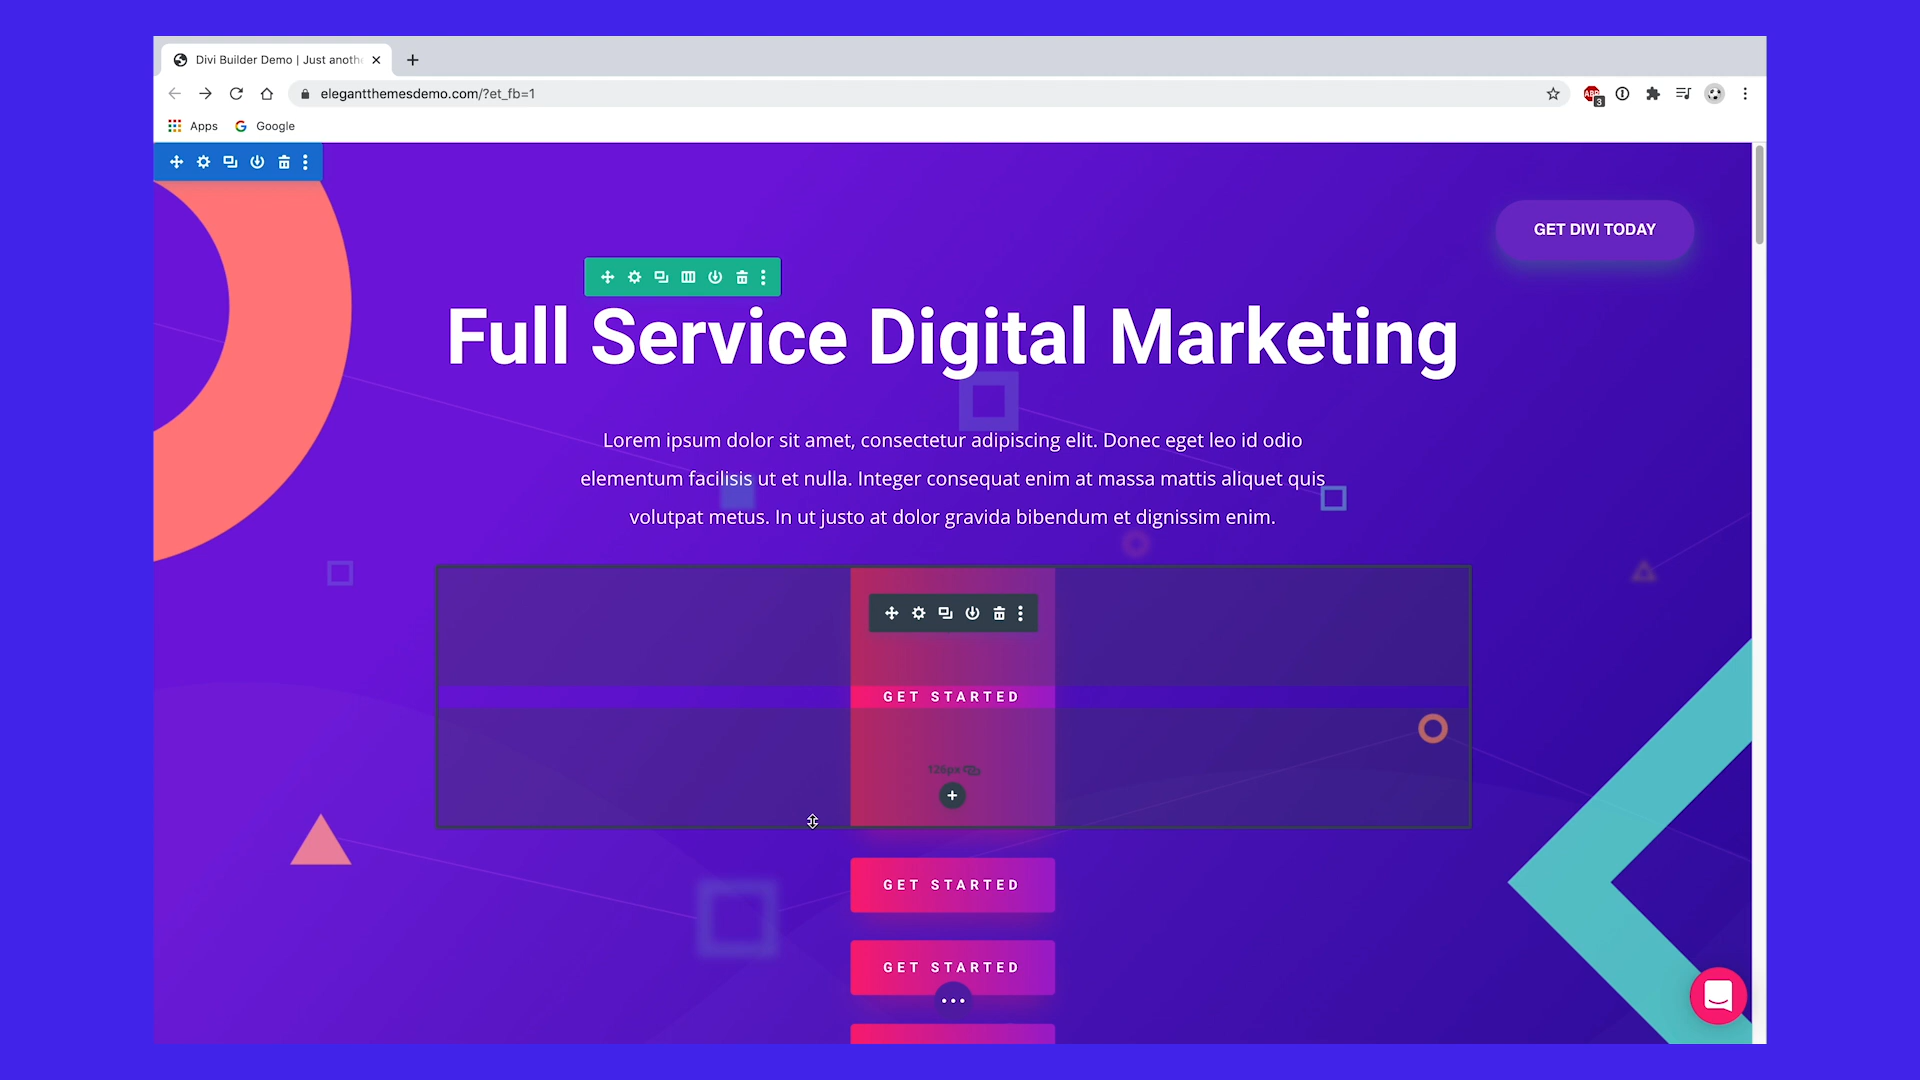 Divi Builder Demo | Just anoth
elegantthemesdemo.com/?et_fb=1
ABP
3
Apps
Google
GET DIVI TODAY
Full Service Digital Marketing
Lorem ipsum dolor sit amet, consectetur adipiscing elit. Donec eget leo id odio
elementum facilisis ut et nulla. Integer consequat enim at massa mattis aliquet quis
volutpat metus. In ut justo at dolor gravida bibendum et dignissim enim.
GET STARTED
126px
GET STARTED
GET STARTED